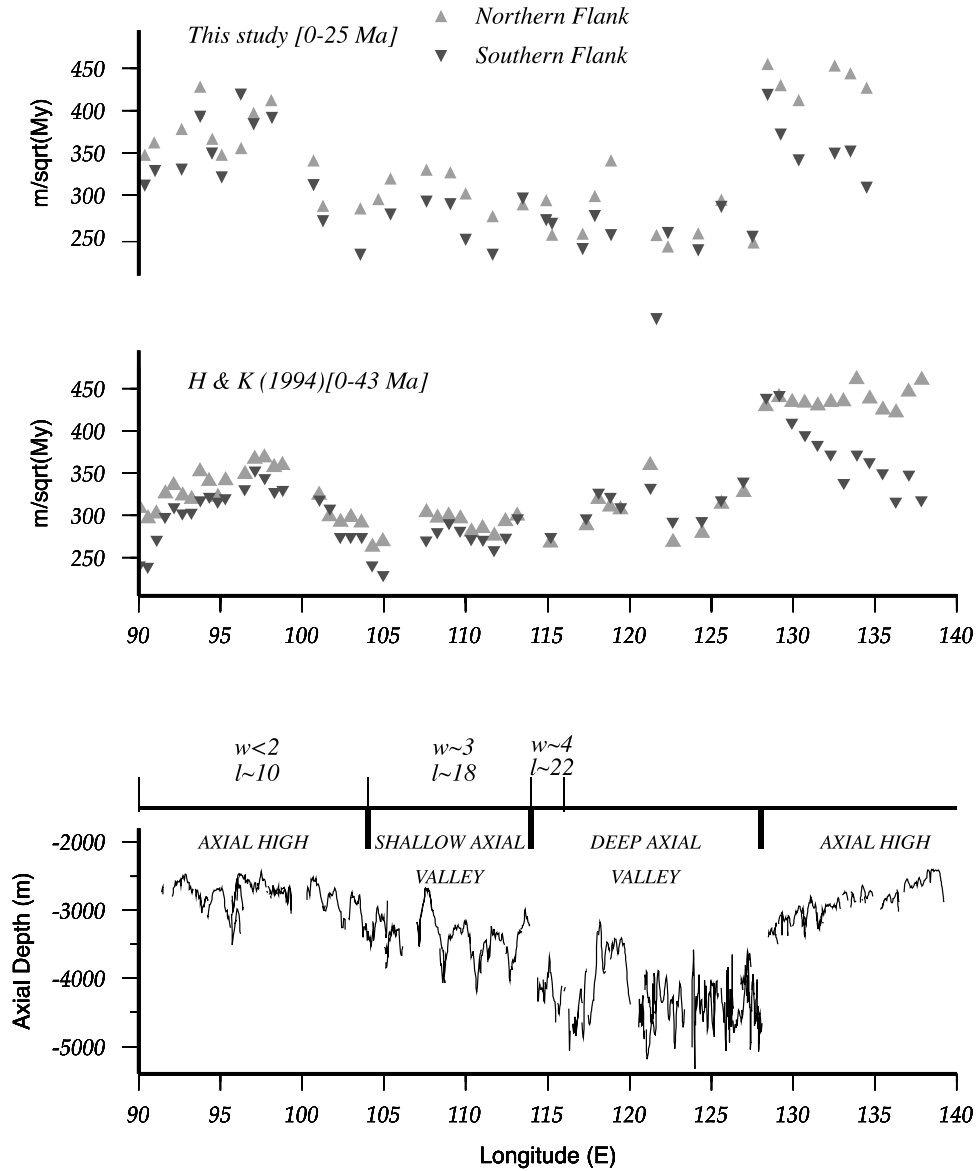 This study [0-25 Ma]
Northern Flank
Southern Flank
450
400
350
300
250
m/sqrt(My)
H & K (1994)[0-43 Ma]
450
400
350
300
250
m/sqrt(My)
90 95 100 105 110 115 120 125 130 135 140
w<2 w~3 w~4
l~10 l~18 l~22
AXIAL HIGH SHALLOW AXIAL DEEP AXIAL AXIAL HIGH
VALLEY VALLEY
-2000
-3000
-4000
-5000
Axial Depth (m)
90 95 100 105 110 115 120 125 130 135 140
Longitude (E)